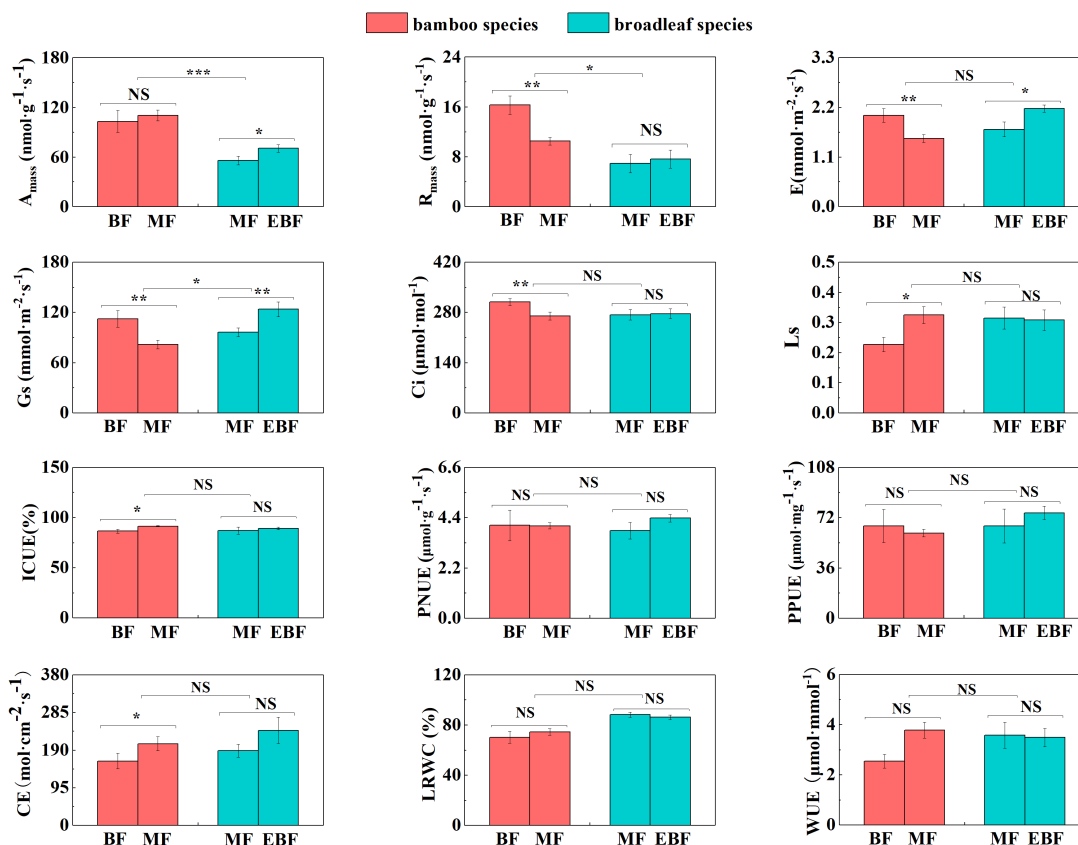 bamboo species broadleaf species
180
120
60
0
A_mass (nmol·g⁻¹·s⁻¹)
***
NS
*
BF MF MF EBF
24
16
8
0
R_mass (nmol·g⁻¹·s⁻¹)
*
**
NS
BF MF MF EBF
3.3
2.2
1.1
0.0
E(mmol·m⁻²·s⁻¹)
NS
**
*
BF MF MF EBF
180
120
60
0
Gs (mmol·m⁻²·s⁻¹)
*
**
**
BF MF MF EBF
420
280
140
0
Ci (μmol·mol⁻¹)
NS
**
NS
BF MF MF EBF
0.5
0.4
0.3
0.2
0.1
0.0
Ls
NS
*
NS
BF MF MF EBF
150
100
50
0
ICUE(%)
NS
*
NS
BF MF MF EBF
6.6
4.4
2.2
0.0
PNUE (μmol·g⁻¹·s⁻¹)
NS
NS
NS
BF MF MF EBF
108
72
36
0
PPUE (μmol·mg⁻¹·s⁻¹)
NS
NS
NS
BF MF MF EBF
380
285
190
95
0
CE (mol·cm⁻²·s⁻¹)
NS
*
NS
BF MF MF EBF
120
80
40
0
LRWC (%)
NS
NS
NS
BF MF MF EBF
6
4
2
0
WUE (μmol·mmol⁻¹)
NS
NS
NS
BF MF MF EBF